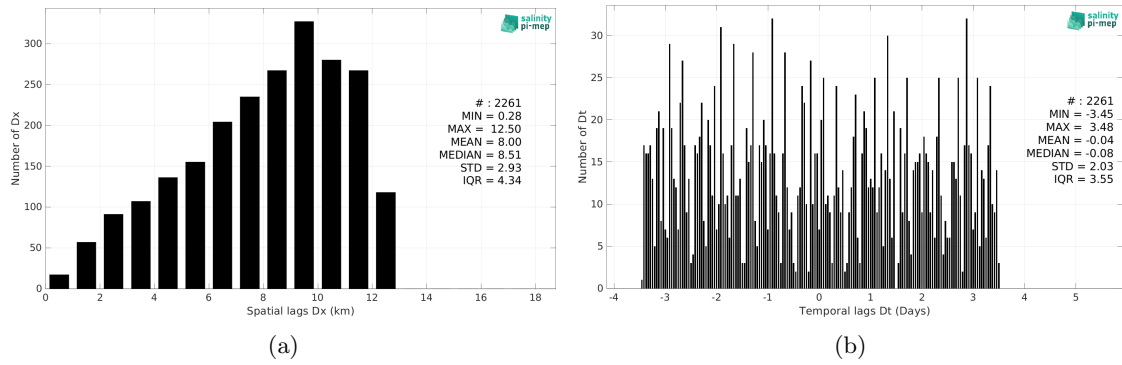 salinity
pi-mep
350
300
250
200
150
100
50
0
Number of Dx
# : 2261
MIN = 0.28
MAX = 12.50
MEAN = 8.00
MEDIAN = 8.51
STD = 2.93
IQR = 4.34
0 2 4 6 8 10 12 14 16 18
Spatial lags Dx (km)
(a)
salinity
pi-mep
30
25
20
15
10
5
0
Number of Dt
# : 2261
MIN = -3.45
MAX = 3.48
MEAN = -0.04
MEDIAN = -0.08
STD = 2.03
IQR = 3.55
-4 -3 -2 -1 0 1 2 3 4 5
Temporal lags Dt (Days)
(b)